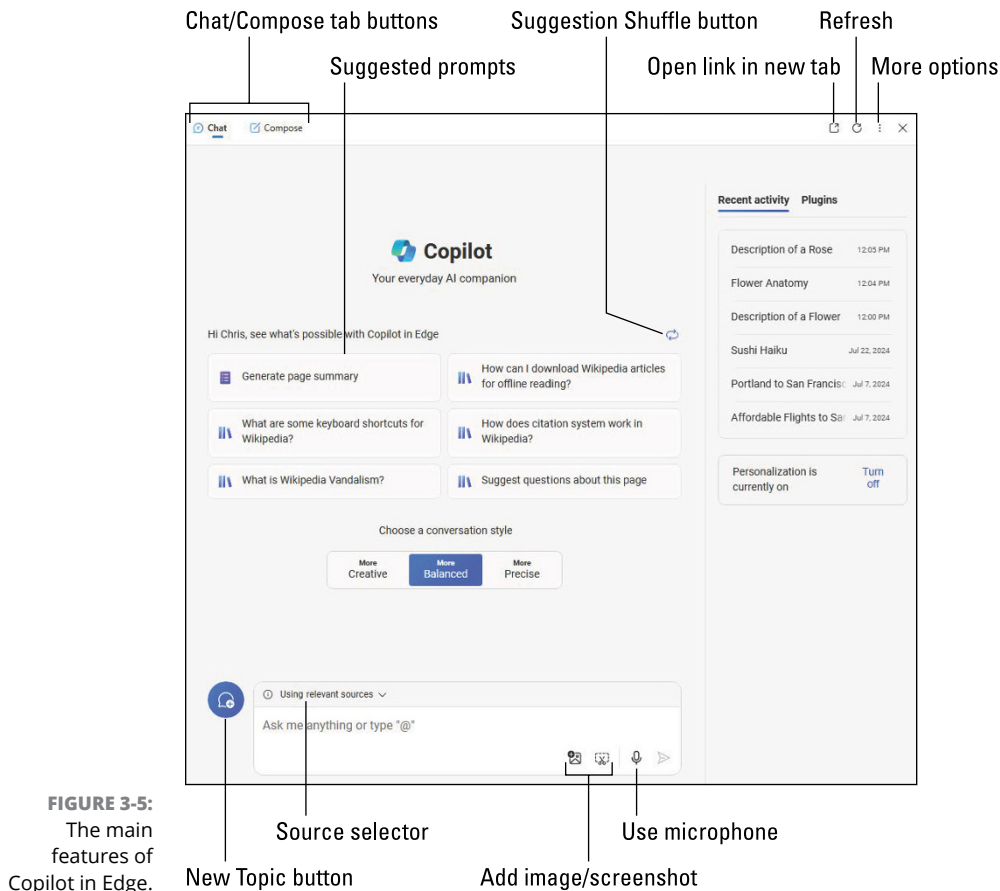 Chat/Compose tab buttons
Suggestion Shuffle button
Refresh
Suggested prompts
Open link in new tab
More options
Chat
Compose
Recent activity
Plugins
Copilot
Your everyday AI companion
Description of a Rose 12:05 PM
Flower Anatomy 12:04 PM
Description of a Flower 12:00 PM
Sushi Haiku Jul 22, 2024
Portland to San Francisc Jul 7, 2024
Affordable Flights to Sa Jul 7, 2024
Personalization is
currently on
Turn
off
Hi Chris, see what's possible with Copilot in Edge
Generate page summary
How can I download Wikipedia articles
for offline reading?
What are some keyboard shortcuts for
Wikipedia?
How does citation system work in
Wikipedia?
What is Wikipedia Vandalism?
Suggest questions about this page
Choose a conversation style
More
Creative
More
Balanced
More
Precise
Using relevant sources
Ask me anything or type "@"
Source selector
Use microphone
New Topic button
Add image/screenshot
FIGURE 3-5:
The main
features of
Copilot in Edge.